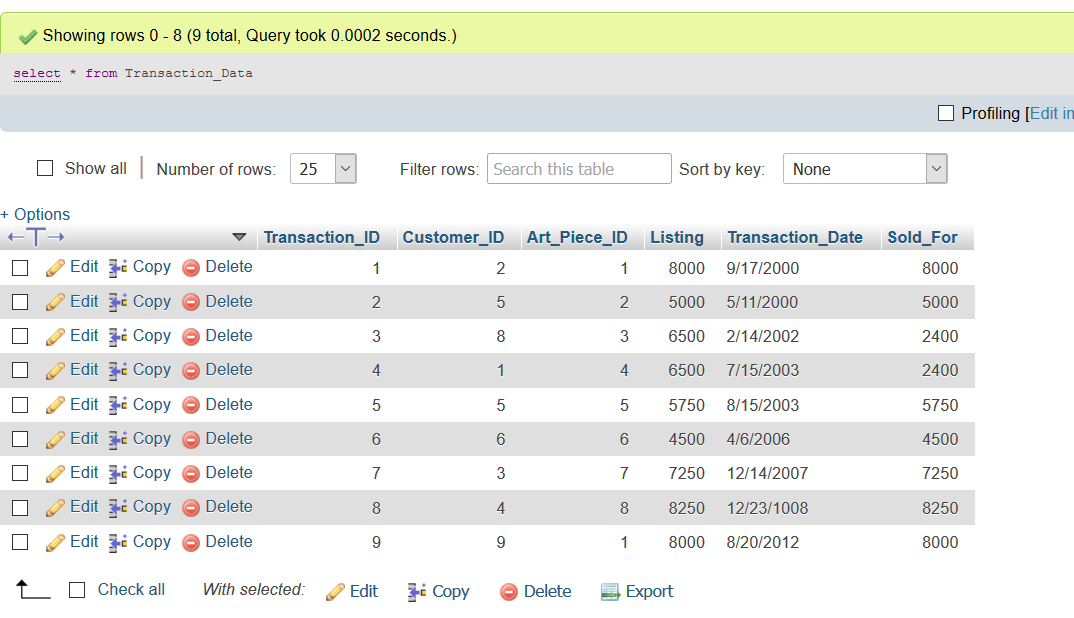 Showing rows 0 - 8 (9 total, Query took 0.0002 seconds.)
select * from Transaction_Data
Profiling [Edit in
Show all Number of rows: 25 Filter rows: Search this table Sort by key: None
+ Options
←T→ Transaction_ID Customer_ID Art_Piece_ID Listing Transaction_Date Sold_For
Edit Copy Delete 1 2 1 8000 9/17/2000 8000
Edit Copy Delete 2 5 2 5000 5/11/2000 5000
Edit Copy Delete 3 8 3 6500 2/14/2002 2400
Edit Copy Delete 4 1 4 6500 7/15/2003 2400
Edit Copy Delete 5 5 5 5750 8/15/2003 5750
Edit Copy Delete 6 6 6 4500 4/6/2006 4500
Edit Copy Delete 7 3 7 7250 12/14/2007 7250
Edit Copy Delete 8 4 8 8250 12/23/1008 8250
Edit Copy Delete 9 9 1 8000 8/20/2012 8000
Check all With selected: Edit Copy Delete Export